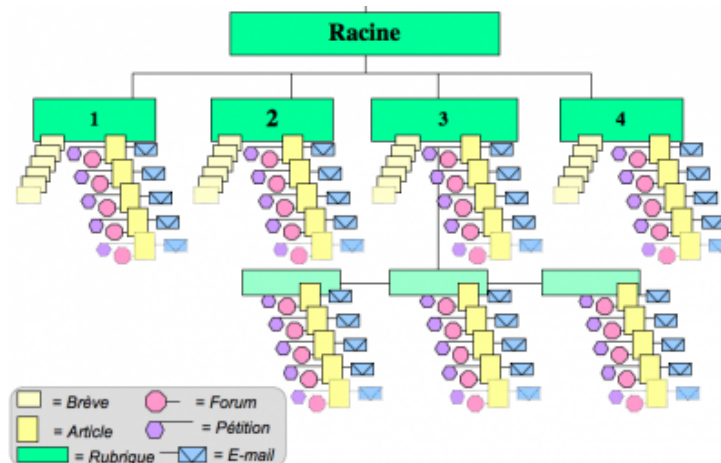 Racine
1
2
3
4
= Brève
= Forum
= Article
= Pétition
= Rubrique
= E-mail